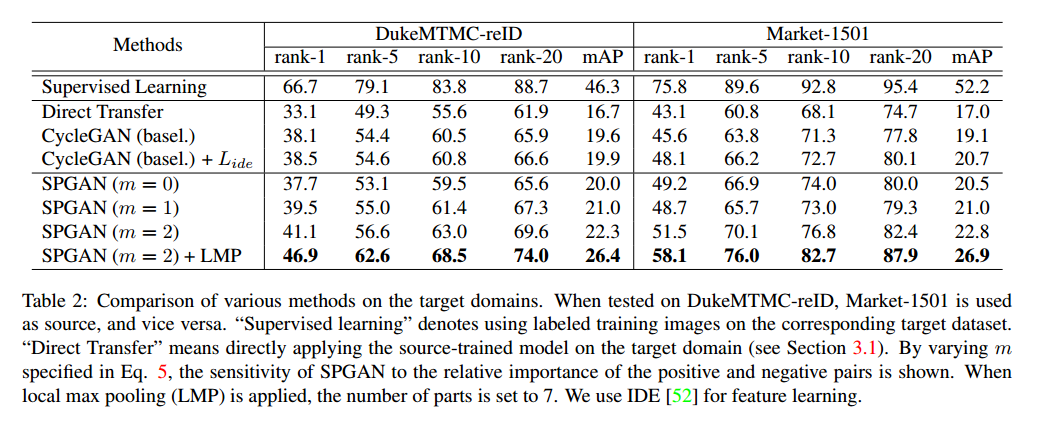 Methods DukeMTMC-reID Market-1501
rank-1 rank-5 rank-10 rank-20 mAP rank-1 rank-5 rank-10 rank-20 mAP
Supervised Learning 66.7 79.1 83.8 88.7 46.3 75.8 89.6 92.8 95.4 52.2
Direct Transfer 33.1 49.3 55.6 61.9 16.7 43.1 60.8 68.1 74.7 17.0
CycleGAN (basel.) 38.1 54.4 60.5 65.9 19.6 45.6 63.8 71.3 77.8 19.1
CycleGAN (basel.) + L_ide 38.5 54.6 60.8 66.6 19.9 48.1 66.2 72.7 80.1 20.7
SPGAN (m = 0) 37.7 53.1 59.5 65.6 20.0 49.2 66.9 74.0 80.0 20.5
SPGAN (m = 1) 39.5 55.0 61.4 67.3 21.0 48.7 65.7 73.0 79.3 21.0
SPGAN (m = 2) 41.1 56.6 63.0 69.6 22.3 51.5 70.1 76.8 82.4 22.8
SPGAN (m = 2) + LMP 46.9 62.6 68.5 74.0 26.4 58.1 76.0 82.7 87.9 26.9
Table 2: Comparison of various methods on the target domains. When tested on DukeMTMC-reID, Market-1501 is used
as source, and vice versa. “Supervised learning” denotes using labeled training images on the corresponding target dataset.
“Direct Transfer” means directly applying the source-trained model on the target domain (see Section 3.1). By varying m
specified in Eq. 5, the sensitivity of SPGAN to the relative importance of the positive and negative pairs is shown. When
local max pooling (LMP) is applied, the number of parts is set to 7. We use IDE [52] for feature learning.